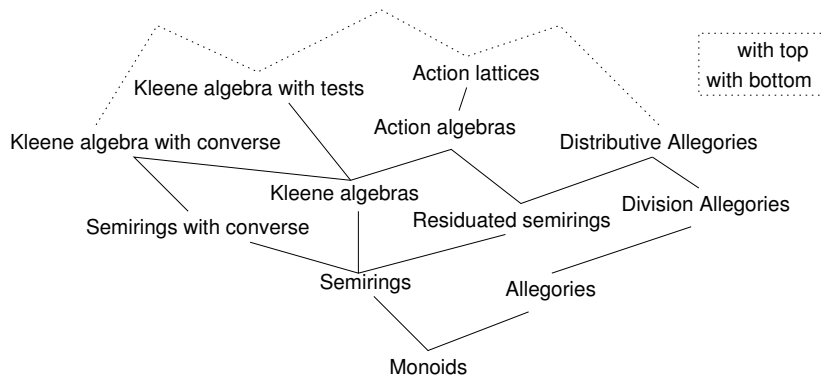 with top
with bottom
Action lattices
Kleene algebra with tests
Action algebras
Kleene algebra with converse
Distributive Allegories
Kleene algebras
Division Allegories
Residuated semirings
Semirings with converse
Semirings
Allegories
Monoids